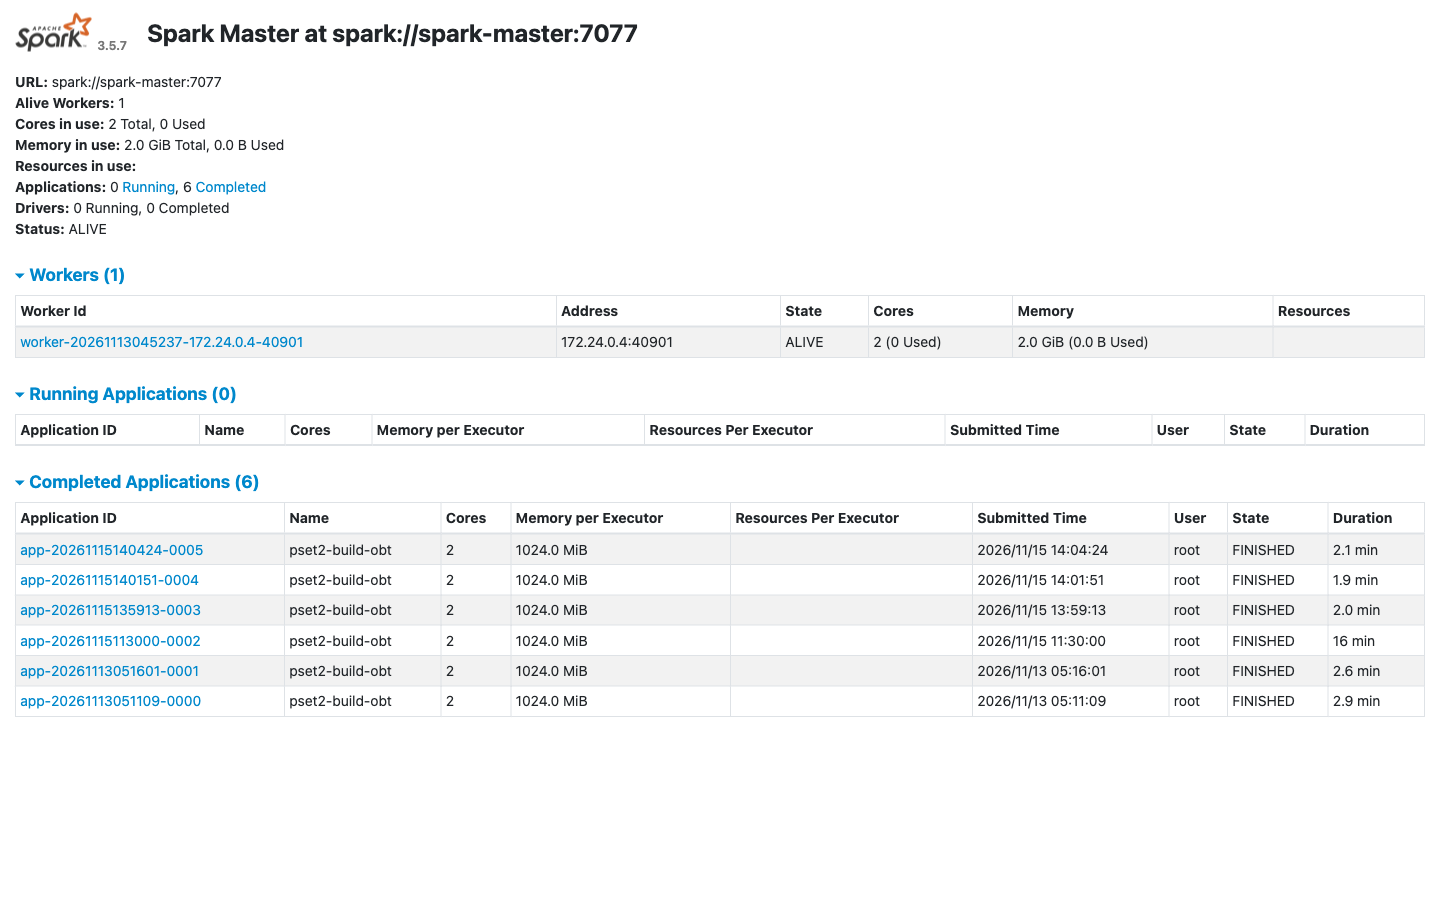 APACHE
Spark 3.5.7 Spark Master at spark://spark-master:7077
URL: spark://spark-master:7077
Alive Workers: 1
Cores in use: 2 Total, 0 Used
Memory in use: 2.0 GiB Total, 0.0 B Used
Resources in use:
Applications: 0 Running, 6 Completed
Drivers: 0 Running, 0 Completed
Status: ALIVE
Workers (1)
Worker Id Address State Cores Memory Resources
worker-20261113045237-172.24.0.4-40901 172.24.0.4:40901 ALIVE 2 (0 Used) 2.0 GiB (0.0 B Used)
Running Applications (0)
Application ID Name Cores Memory per Executor Resources Per Executor Submitted Time User State Duration
Completed Applications (6)
Application ID Name Cores Memory per Executor Resources Per Executor Submitted Time User State Duration
app-20261115140424-0005 pset2-build-obt 2 1024.0 MiB 2026/11/15 14:04:24 root FINISHED 2.1 min
app-20261115140151-0004 pset2-build-obt 2 1024.0 MiB 2026/11/15 14:01:51 root FINISHED 1.9 min
app-20261115135913-0003 pset2-build-obt 2 1024.0 MiB 2026/11/15 13:59:13 root FINISHED 2.0 min
app-20261115113000-0002 pset2-build-obt 2 1024.0 MiB 2026/11/15 11:30:00 root FINISHED 16 min
app-20261113051601-0001 pset2-build-obt 2 1024.0 MiB 2026/11/13 05:16:01 root FINISHED 2.6 min
app-20261113051109-0000 pset2-build-obt 2 1024.0 MiB 2026/11/13 05:11:09 root FINISHED 2.9 min